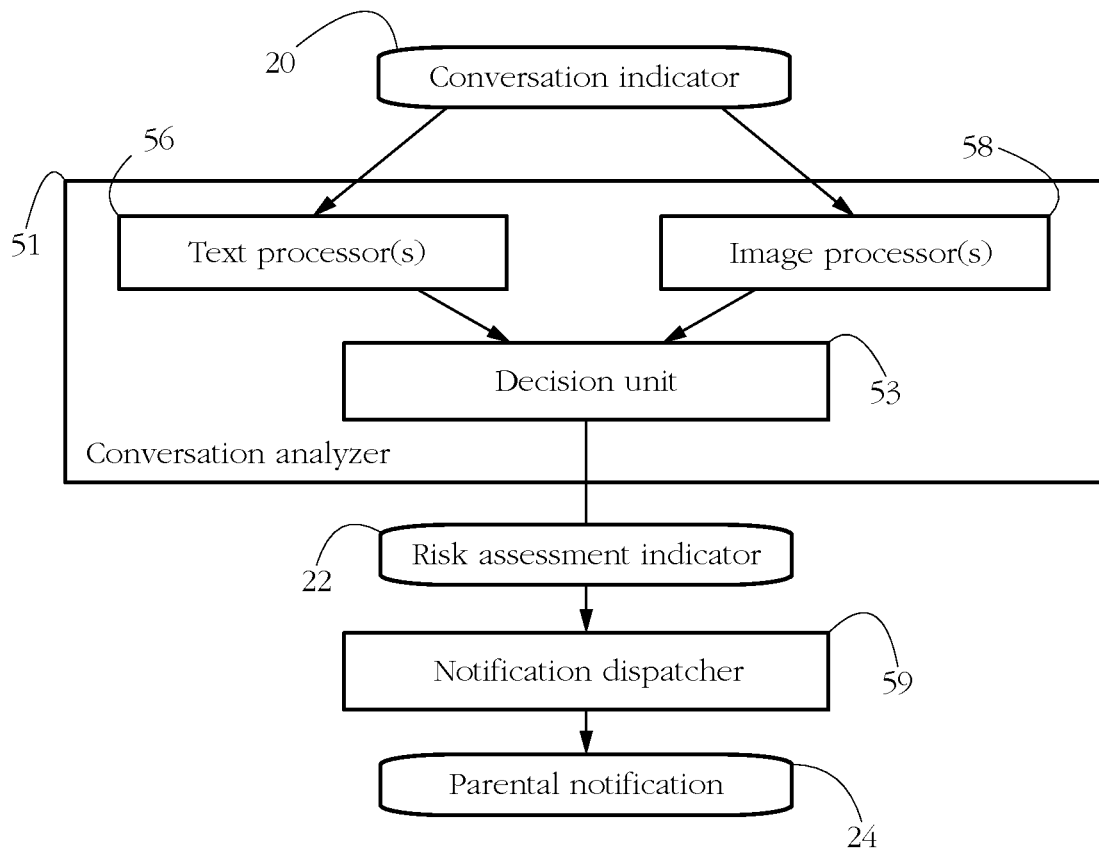 20
Conversation indicator
56
58
51
Text processor(s)
Image processor(s)
Decision unit
53
Conversation analyzer
22
Risk assessment indicator
Notification dispatcher
59
Parental notification
24